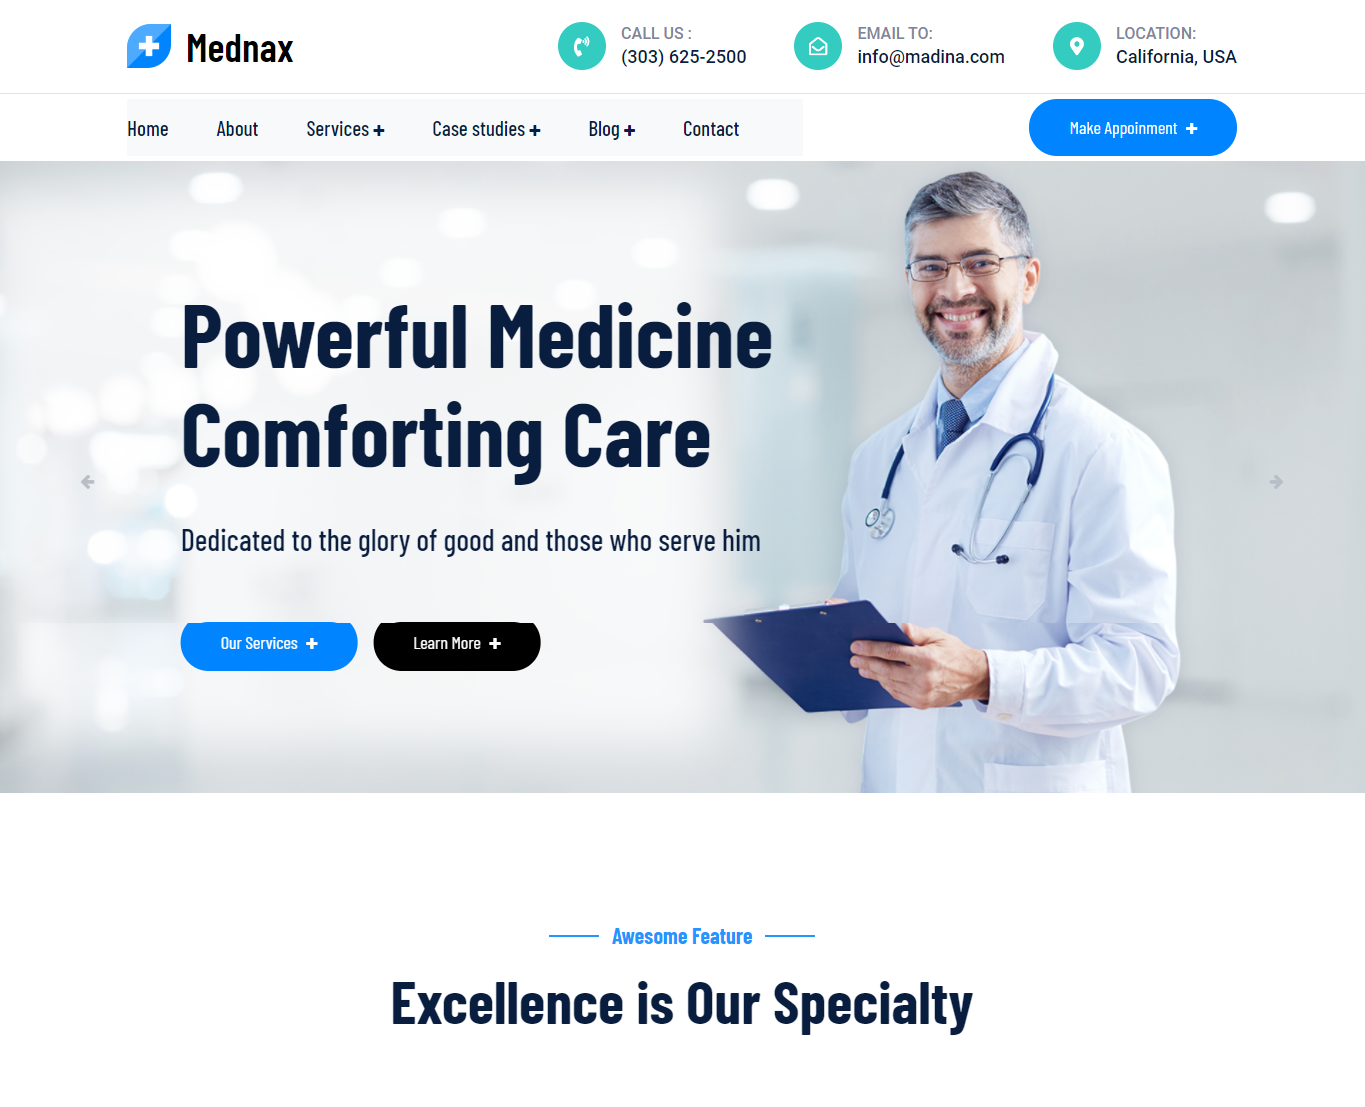 Mednax
CALL US :
(303) 625-2500
EMAIL TO:
info@madina.com
LOCATION:
California, USA
Home
About
Services
Case studies
Blog
Contact
Make Appoinment
Powerful Medicine
Comforting Care
Dedicated to the glory of good and those who serve him
Our Services
Learn More
Awesome Feature
Excellence is Our Specialty